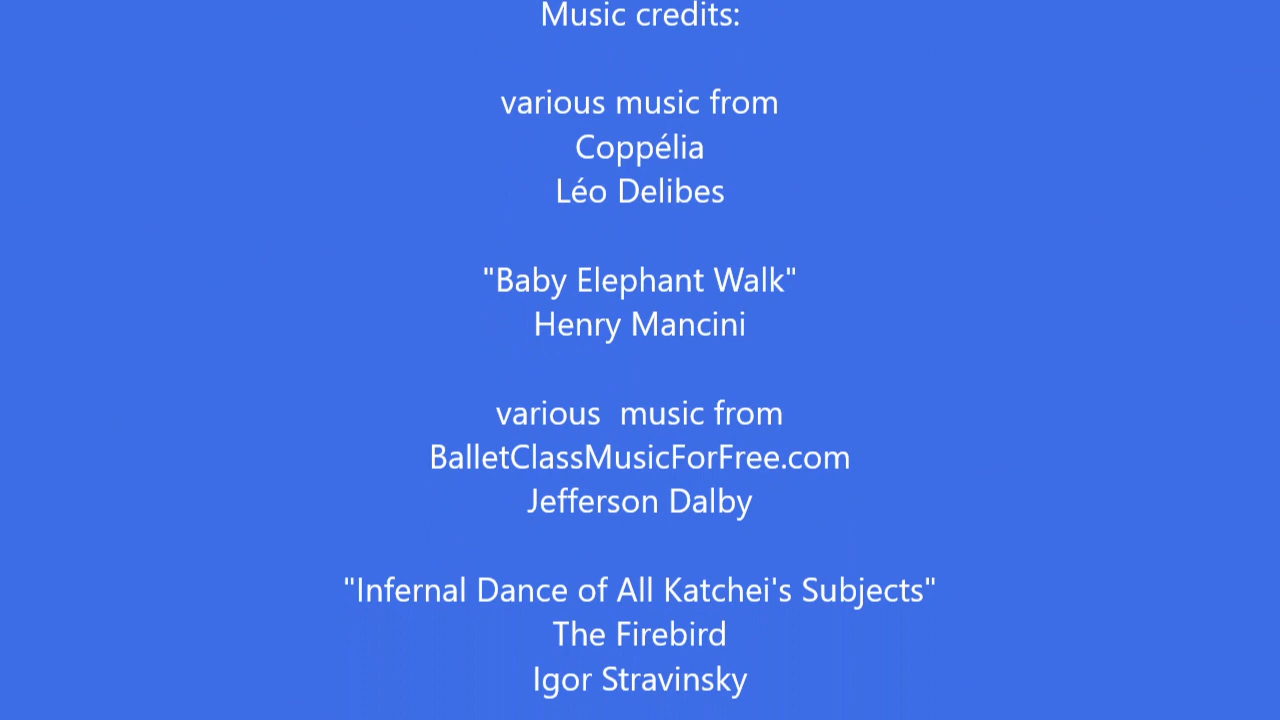 Music credits:
various music from
Coppélia
Léo Delibes
"Baby Elephant Walk"
Henry Mancini
various  music from
BalletClassMusicForFree.com
Jefferson Dalby
"Infernal Dance of All Katchei's Subjects"
The Firebird
Igor Stravinsky